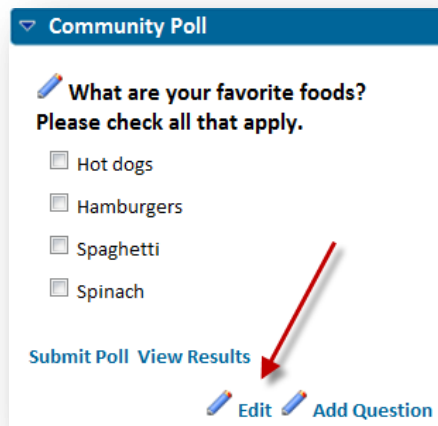 Community Poll
What are your favorite foods?
Please check all that apply.
Hot dogs
Hamburgers
Spaghetti
Spinach
Submit Poll View Results
Edit Add Question